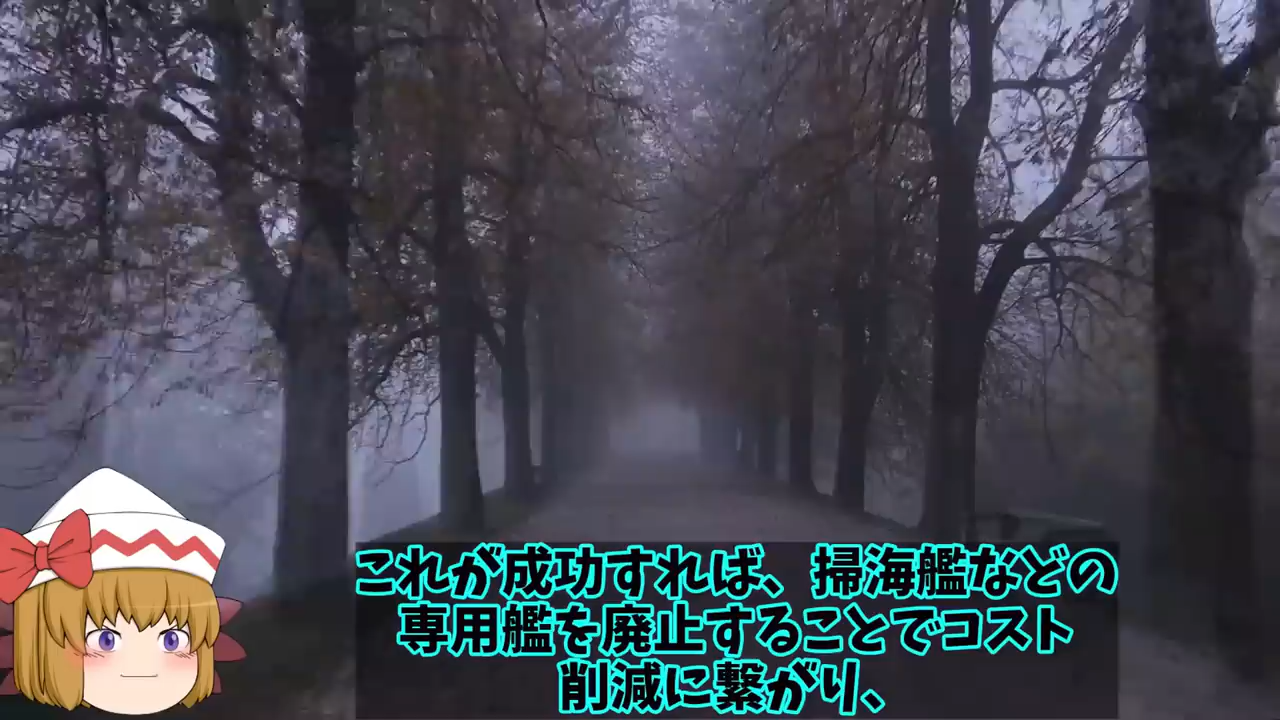 これが成功すれば、掃海艦などの
専用艦を廃止することでコスト
削減に繋がり、